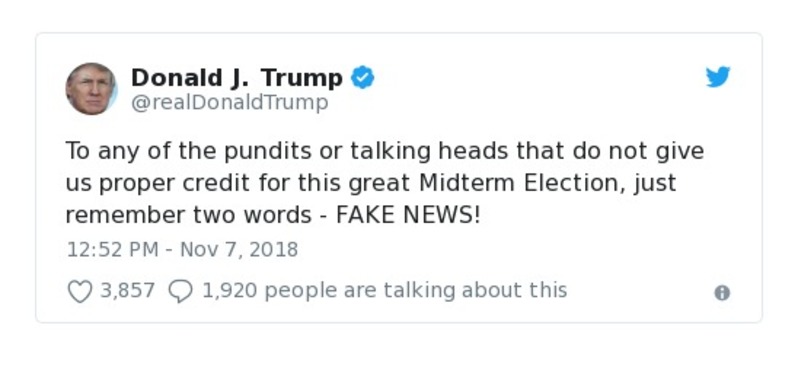 Donald J. Trump
@realDonaldTrump
To any of the pundits or talking heads that do not give
us proper credit for this great Midterm Election, just
remember two words - FAKE NEWS!
12:52 PM - Nov 7, 2018
3,857 1,920 people are talking about this